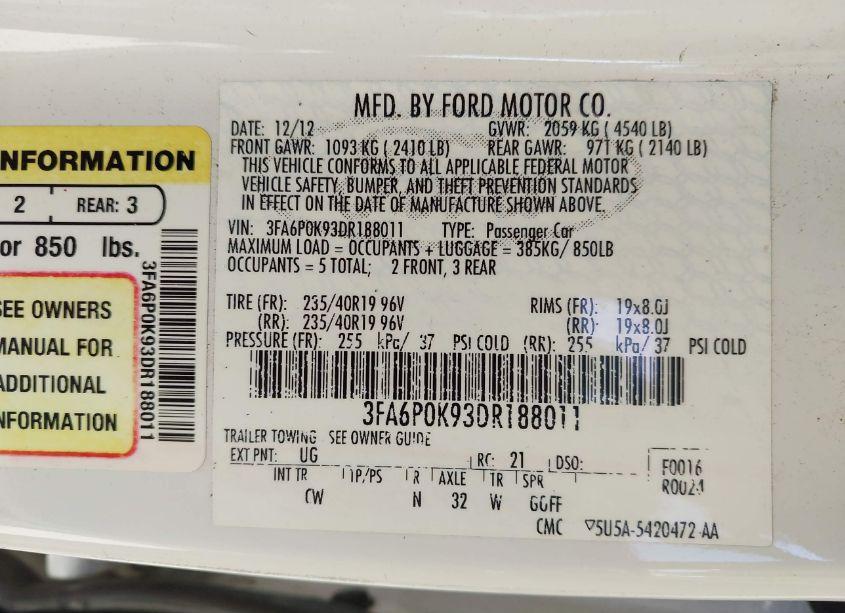 NFORMATION
2 REAR: 3
or 850 lbs.
SEE OWNERS
MANUAL FOR
ADDITIONAL
INFORMATION
3FA6P0K93DR188011
MFD. BY FORD MOTOR CO.
DATE: 12/12 GVWR: 2059 KG ( 4540 LB)
FRONT GAWR: 1093 KG ( 2410 LB) REAR GAWR: 971 KG ( 2140 LB)
THIS VEHICLE CONFORMS TO ALL APPLICABLE FEDERAL MOTOR
VEHICLE SAFETY, BUMPER, AND THEFT PREVENTION STANDARDS
IN EFFECT ON THE DATE OF MANUFACTURE SHOWN ABOVE.
VIN: 3FA6P0K93DR188011 TYPE: Passenger Car
MAXIMUM LOAD = OCCUPANTS + LUGGAGE = 385KG/ 850LB
OCCUPANTS = 5 TOTAL; 2 FRONT, 3 REAR
TIRE (FR): 235/40R19 96V RIMS (FR): 19x8.0J
(RR): 235/40R19 96V (RR): 19x8.0J
PRESSURE (FR): 255 kPa/ 37 PSI COLD (RR): 255 kPa/ 37 PSI COLD
3FA6P0K93DR188011
TRAILER TOWING SEE OWNER GUIDE
EXT PNT: UG RC: 21 DSO: F0016
R0024
INT TR TP/PS R AXLE TR SPR
CW N 32 W GGFF
CMC ▽5U5A-5420472-AA